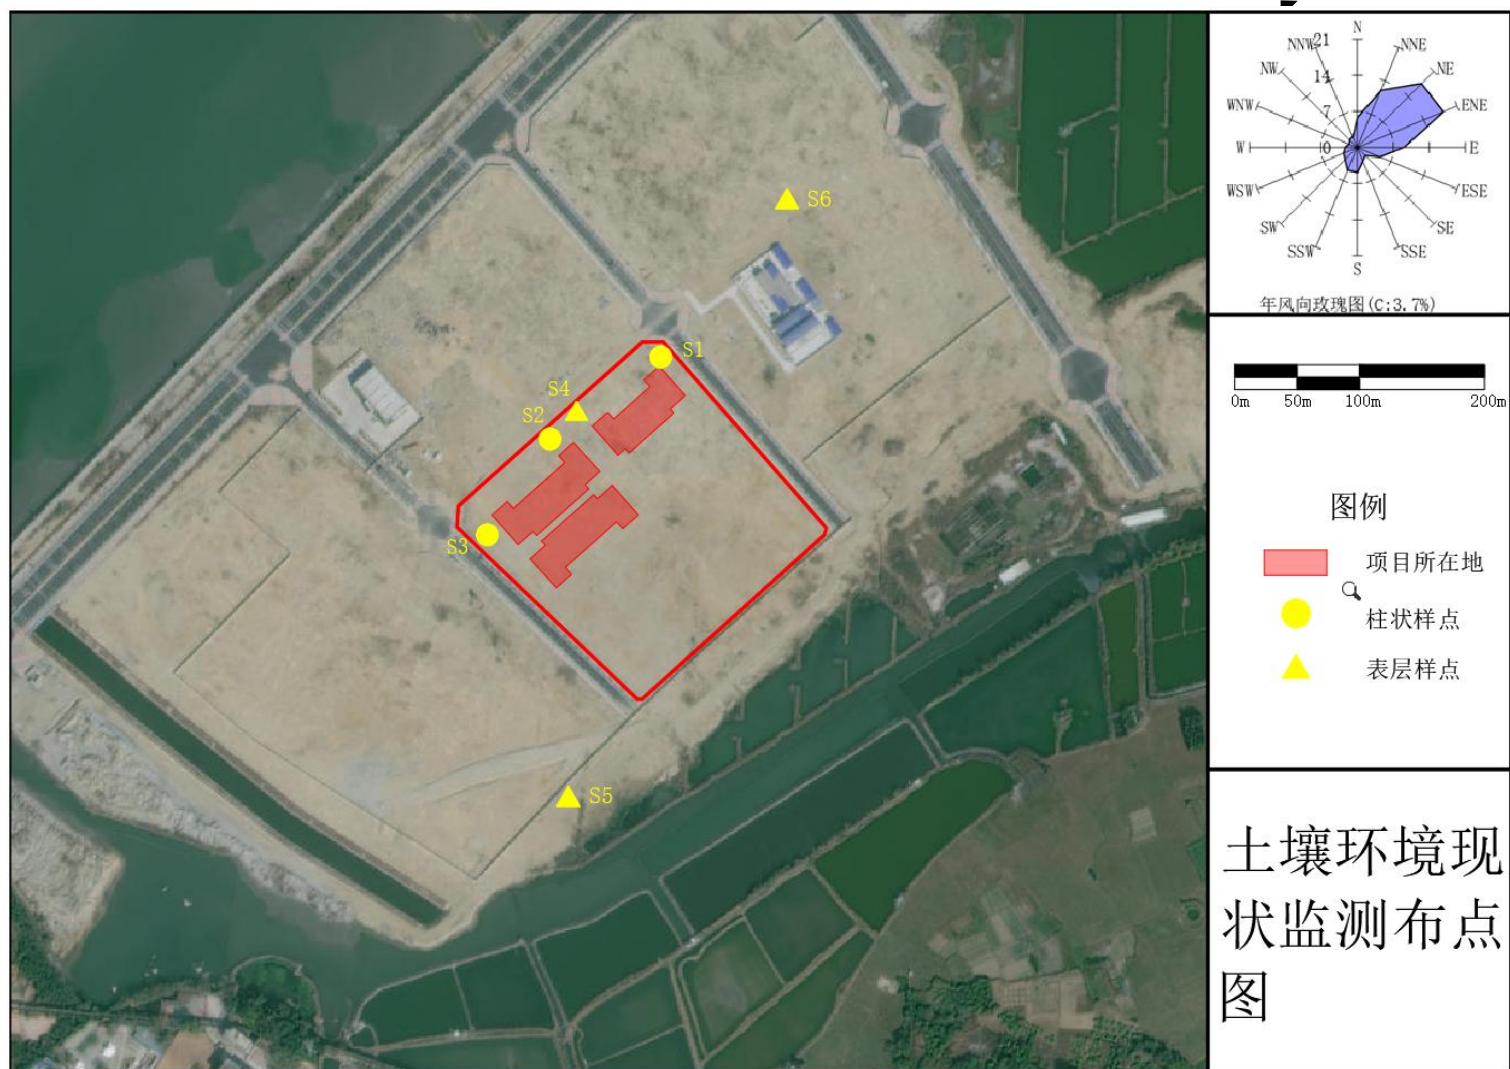 S6
S1
S4
S2
S3
S5
N
NNW
21
NNE
NW
14
NE
WNW
7
ENE
W
0
E
WSW
ESE
SW
SE
SSW
SSE
S
年风向玫瑰图(C:3.7%)
0m 50m 100m 200m
图例
项目所在地
柱状样点
表层样点
土壤环境现
状监测布点
图